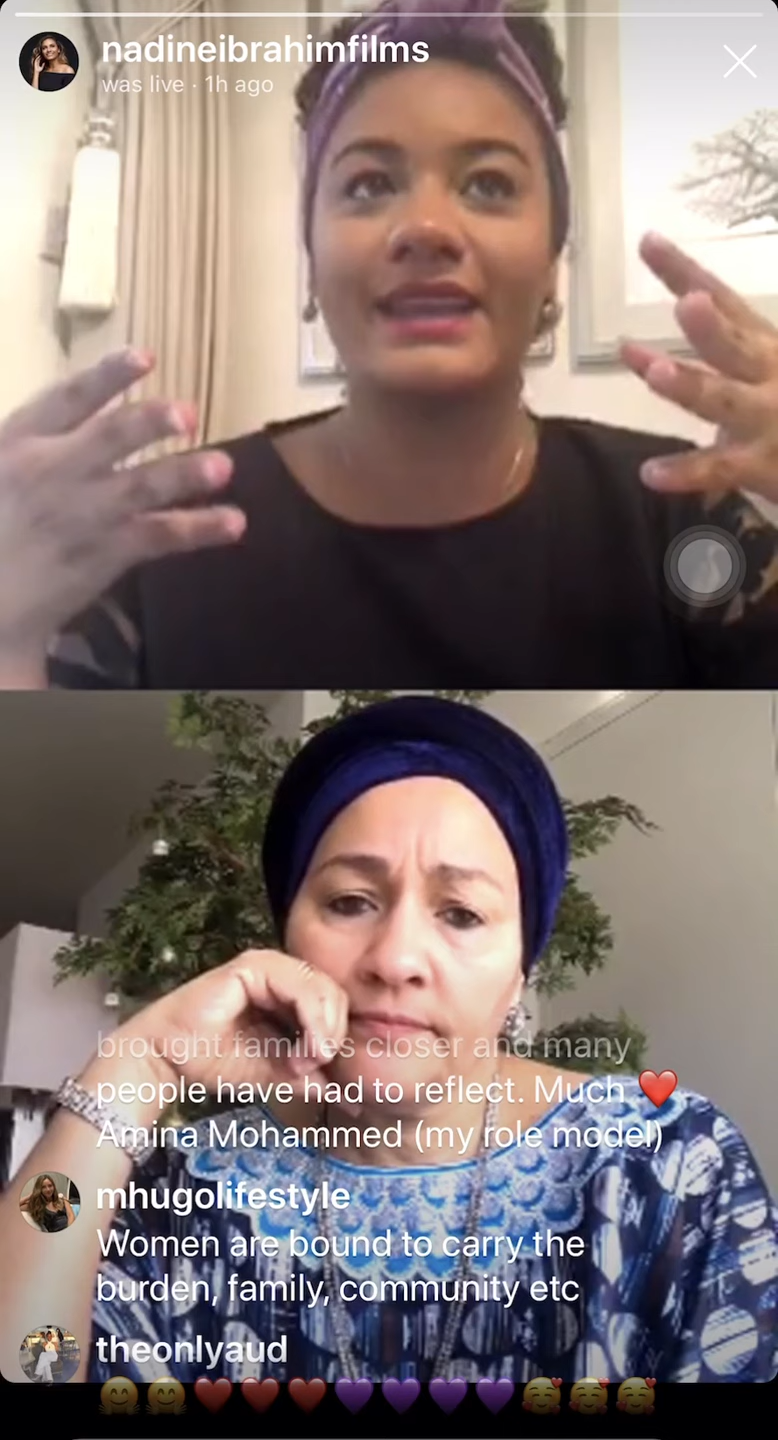 nadineibrahimfilms
was live · 1h ago
brought families closer and many
people have had to reflect. Much ❤️
Amina Mohammed (my role model)
mhugolifestyle
Women are bound to carry the
burden, family, community etc
theonlyaud
🤗🤗❤️❤️❤️💜💜💜💜🥰🥰🥰